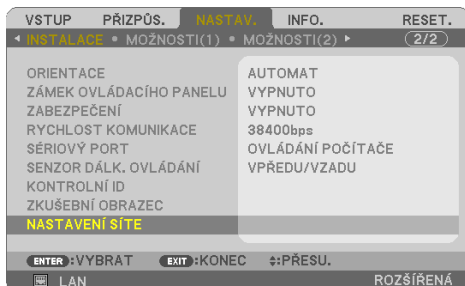 VSTUP PŘIZPŮS. NASTAV. INFO. RESET.
INSTALACE • MOŽNOSTI(1) • MOŽNOSTI(2) 2/2
ORIENTACE AUTOMAT
ZÁMEK OVLÁDACÍHO PANELU VYPNUTO
ZABEZPEČENÍ VYPNUTO
RYCHLOST KOMUNIKACE 38400bps
SÉRIOVÝ PORT OVLÁDÁNÍ POČÍTAČE
SENZOR DÁLK. OVLÁDÁNÍ VPŘEDU/VZADU
KONTROLNÍ ID
ZKUŠEBNÍ OBRAZEC
NASTAVENÍ SÍTE
ENTER :VYBRAT EXIT :KONEC :PŘESU.
LAN ROZŠÍŘENÁ